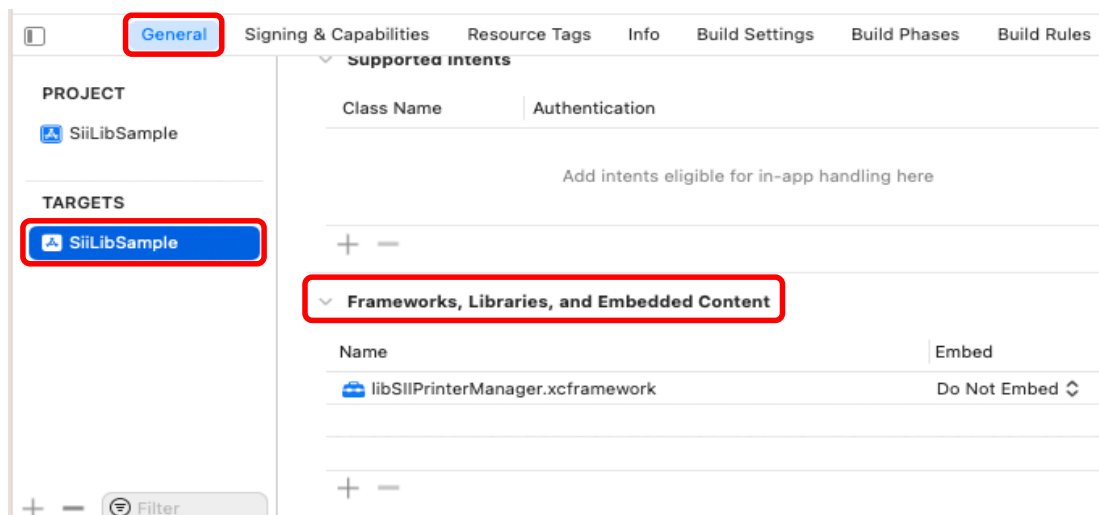 General Signing & Capabilities Resource Tags Info Build Settings Build Phases Build Rules
Supported Intents
PROJECT
Class Name Authentication
SiiLibSample
Add intents eligible for in-app handling here
TARGETS
SiiLibSample
Frameworks, Libraries, and Embedded Content
Name Embed
libSIIPrinterManager.xcframework Do Not Embed
Filter